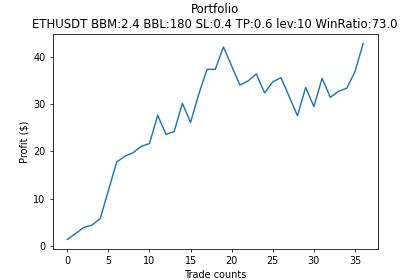 Portfolio
ETHUSDT BBM:2.4 BBL:180 SL:0.4 TP:0.6 lev:10 WinRatio:73.0
40
30
20
10
0
Profit ($)
0 5 10 15 20 25 30 35
Trade counts